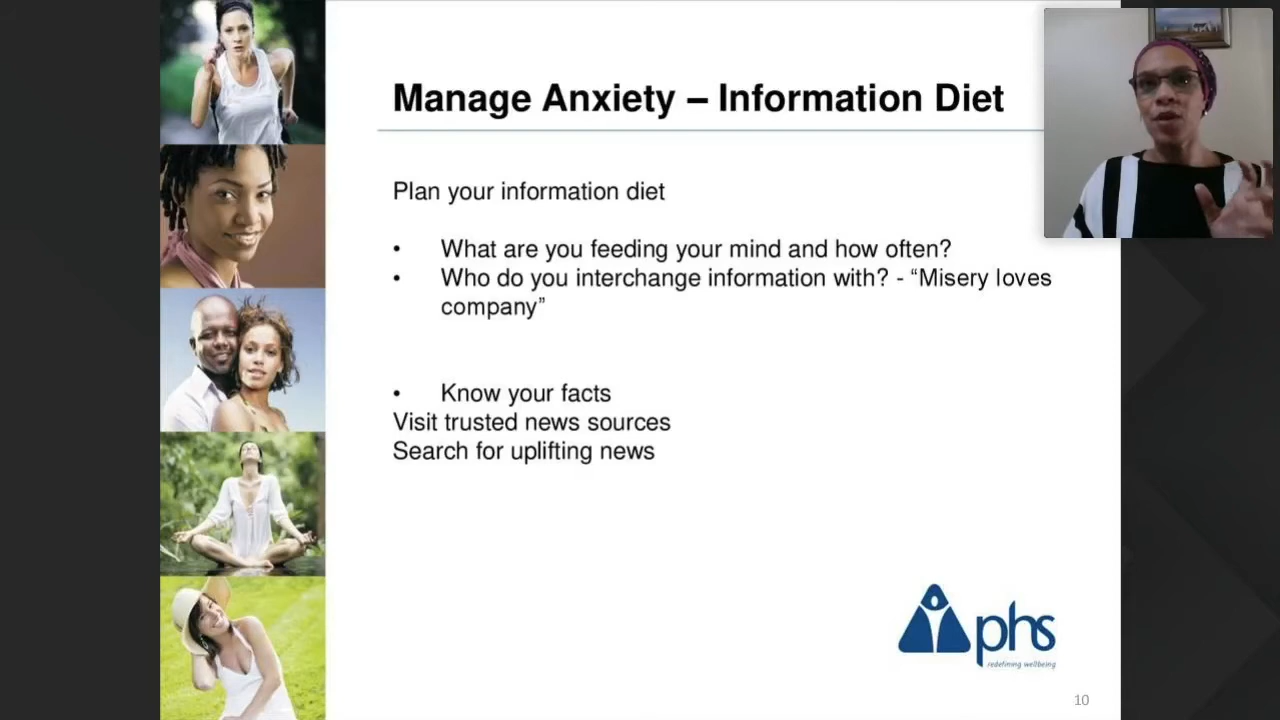 Manage Anxiety – Information Diet
Plan your information diet
• What are you feeding your mind and how often?
• Who do you interchange information with? - “Misery loves
company”
• Know your facts
Visit trusted news sources
Search for uplifting news
phs
redefining wellbeing
10